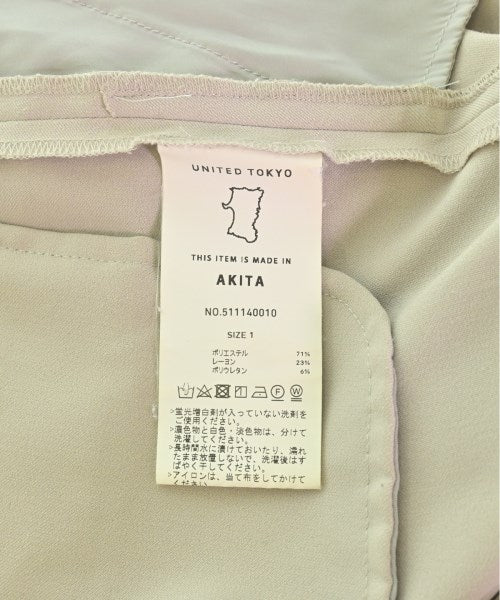 UNITED TOKYO
THIS ITEM IS MADE IN
AKITA
NO.511140010
SIZE 1
ポリエステル 71%
レーヨン 23%
ポリウレタン 6%
>蛍光増白剤が入っていない洗剤を
ご使用ください。
>濃色物と白色・淡色物は、分けて
洗濯してください。
>長時間水に漬けておいたり、濡れ
たまま放置しないで、洗濯後はす
ばやく干してください。
>アイロンは、当て布をしてかけて
ください。